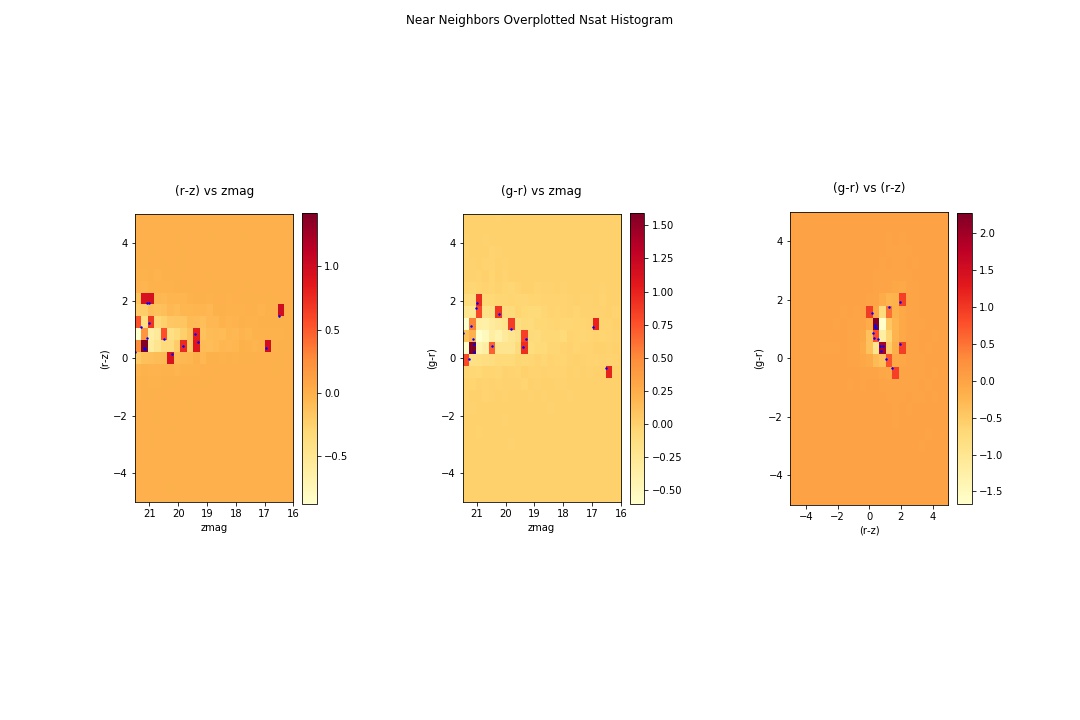 Near Neighbors Overplotted Nsat Histogram
(r-z) vs zmag
4
2
0
−2
−4
(r-z)
21 20 19 18 17 16
zmag
1.0
0.5
0.0
−0.5
(g-r) vs zmag
4
2
0
−2
−4
(g-r)
21 20 19 18 17 16
zmag
1.50
1.25
1.00
0.75
0.50
0.25
0.00
−0.25
−0.50
(g-r) vs (r-z)
4
2
0
−2
−4
(g-r)
−4 −2 0 2 4
(r-z)
2.0
1.5
1.0
0.5
0.0
−0.5
−1.0
−1.5